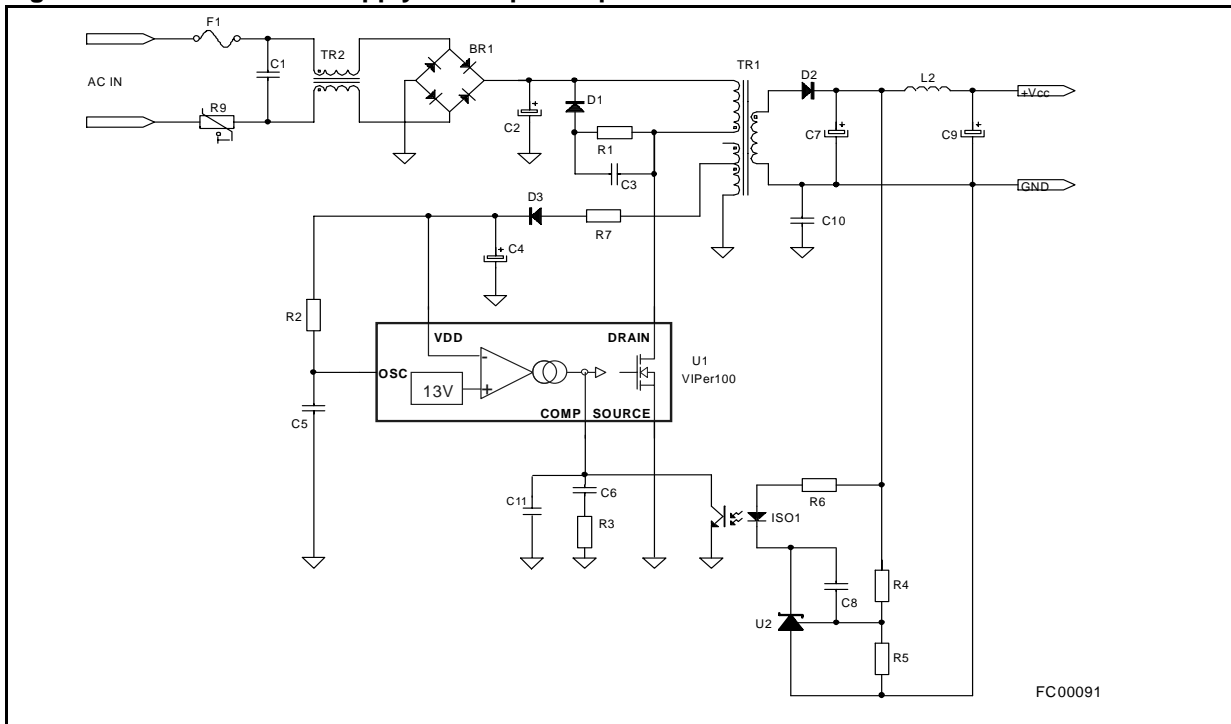 F1
TR2
BR1
TR1
D2
L2
C1
AC IN
D1
+Vcc
R9
C2
C7
C9
R1
T°
C3
GND
D3
C10
R7
C4
R2
VDD
DRAIN
U1
VIPer100
OSC
-
13V
+
COMP
SOURCE
C5
C11
C6
R6
ISO1
R3
R4
C8
U2
R5
FC00091